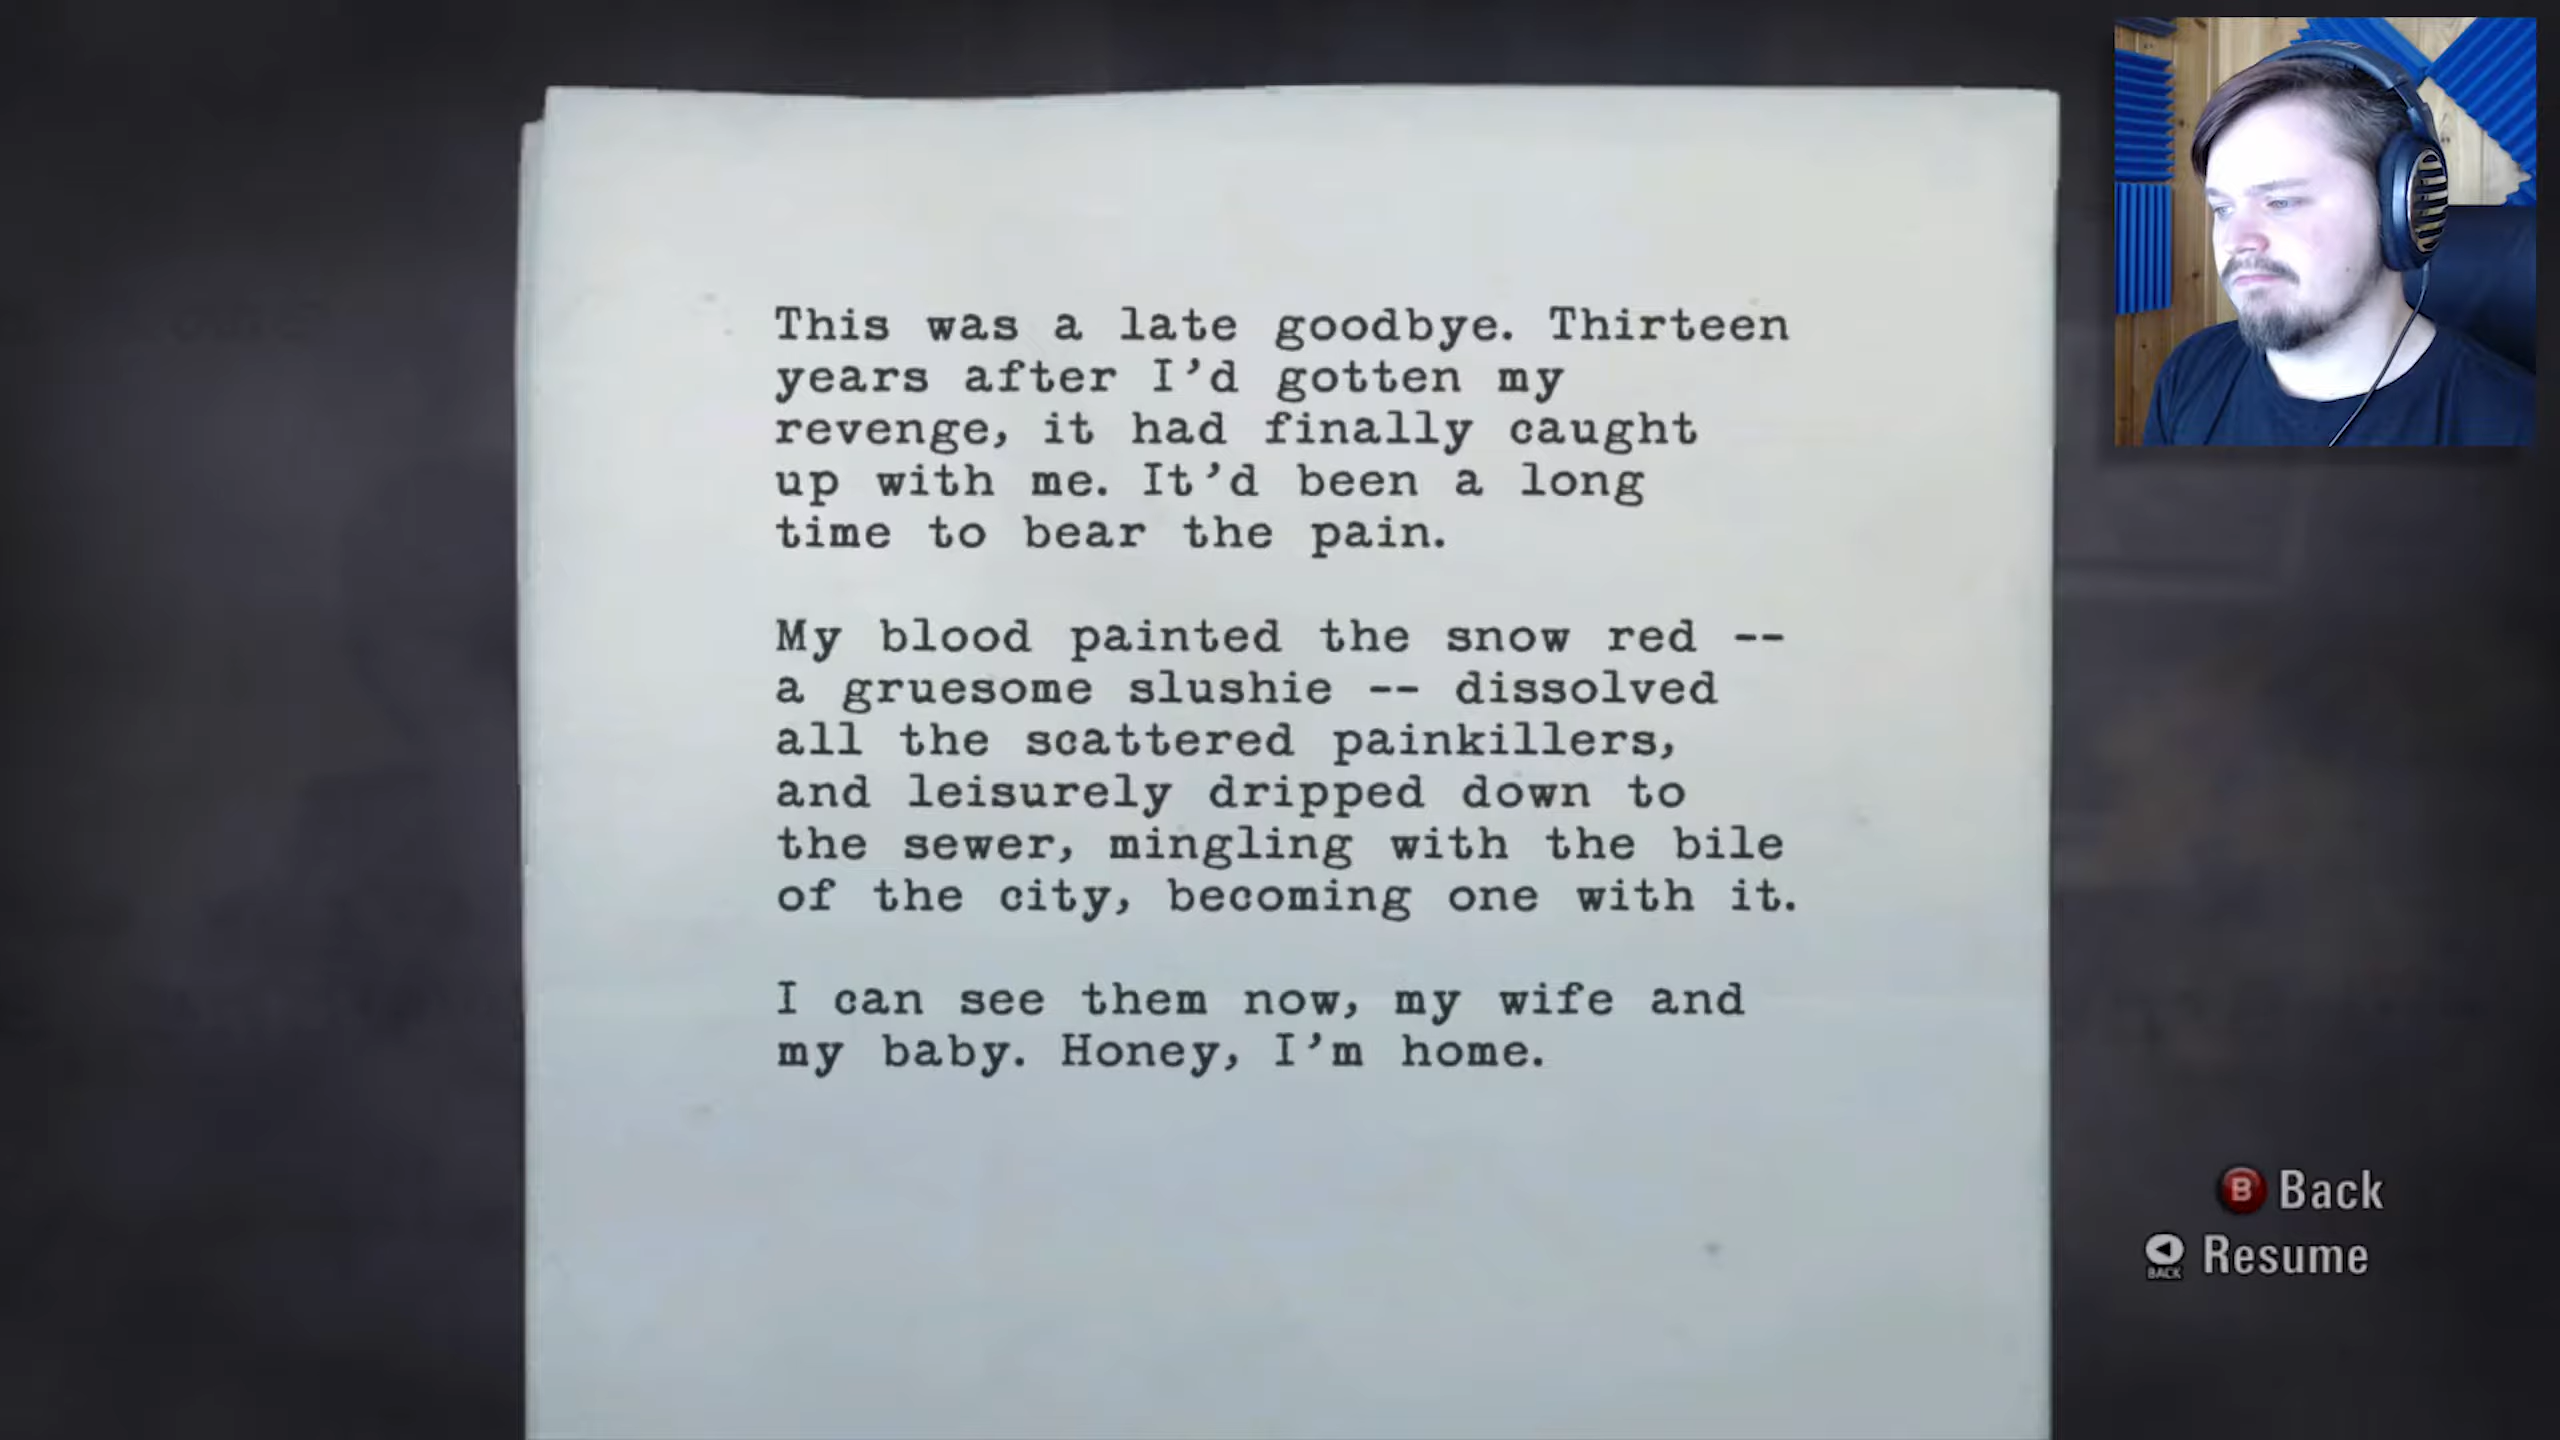 This was a late goodbye. Thirteen
years after I’d gotten my
revenge, it had finally caught
up with me. It’d been a long
time to bear the pain.
My blood painted the snow red --
a gruesome slushie -- dissolved
all the scattered painkillers,
and leisurely dripped down to
the sewer, mingling with the bile
of the city, becoming one with it.
I can see them now, my wife and
my baby. Honey, I’m home.
B Back
BACK Resume